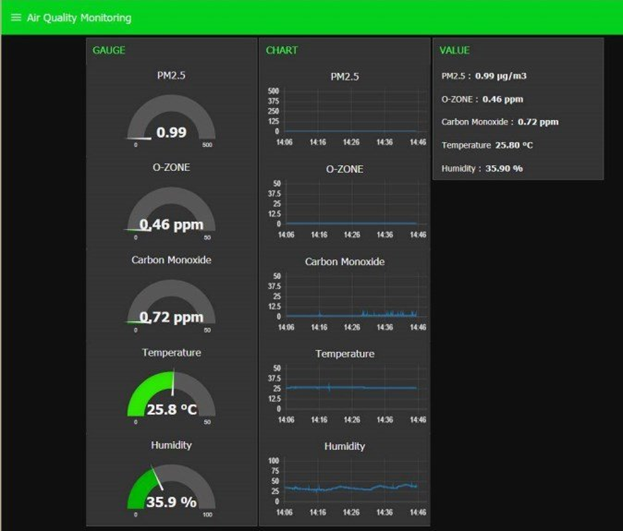 ≡ Air Quality Monitoring
GAUGE
PM2.5
0.99
0 500
O-ZONE
0.46 ppm
0 50
Carbon Monoxide
0.72 ppm
0 50
Temperature
25.8 ºC
0 50
Humidity
35.9 %
0 100
CHART
PM2.5
500
375
250
125
0
14:06 14:16 14:26 14:36 14:46
O-ZONE
50
37.5
25
12.5
0
14:06 14:16 14:26 14:36 14:46
Carbon Monoxide
50
37.5
25
12.5
0
14:06 14:16 14:26 14:36 14:46
Temperature
50
37.5
25
12.5
0
14:06 14:16 14:26 14:36 14:46
Humidity
100
75
50
25
0
14:06 14:16 14:26 14:36 14:46
VALUE
PM2.5 : 0.99 µg/m3
O-ZONE : 0.46 ppm
Carbon Monoxide : 0.72 ppm
Temperature 25.80 ºC
Humidity : 35.90 %